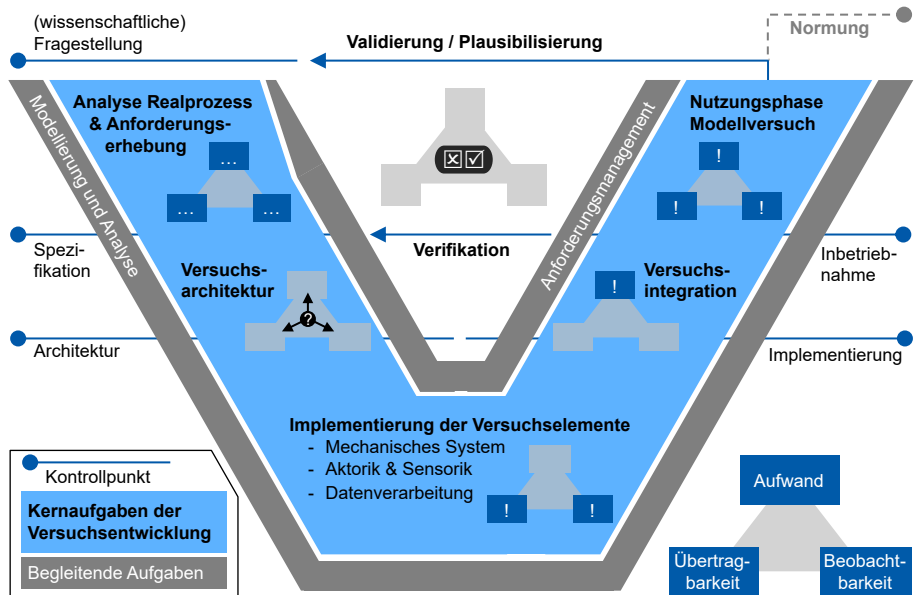 (wissenschaftliche)
Fragestellung
Validierung / Plausibilisierung
Normung
Analyse Realprozess
& Anforderungs-
erhebung
...
...
...
Modellierung und Analyse
Anforderungsmanagement
Nutzungsphase
Modellversuch
!
!
!
Spezi-
fikation
Verifikation
Inbetrieb-
nahme
Versuchs-
architektur
?
Versuchs-
integration
!
Architektur
Implementierung
Implementierung der Versuchselemente
- Mechanisches System
- Aktorik & Sensorik
- Datenverarbeitung
!
!
Kontrollpunkt
Kernaufgaben der
Versuchsentwicklung
Begleitende Aufgaben
Aufwand
Übertrag-
barkeit
Beobacht-
barkeit